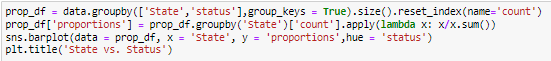 prop_df = data.groupby(['State','status'],group_keys = True).size().reset_index(name='count')
prop_df['proportions'] = prop_df.groupby('State')['count'].apply(lambda x: x/x.sum())
sns.barplot(data = prop_df, x = 'State', y = 'proportions',hue = 'status')
plt.title('State vs. Status')